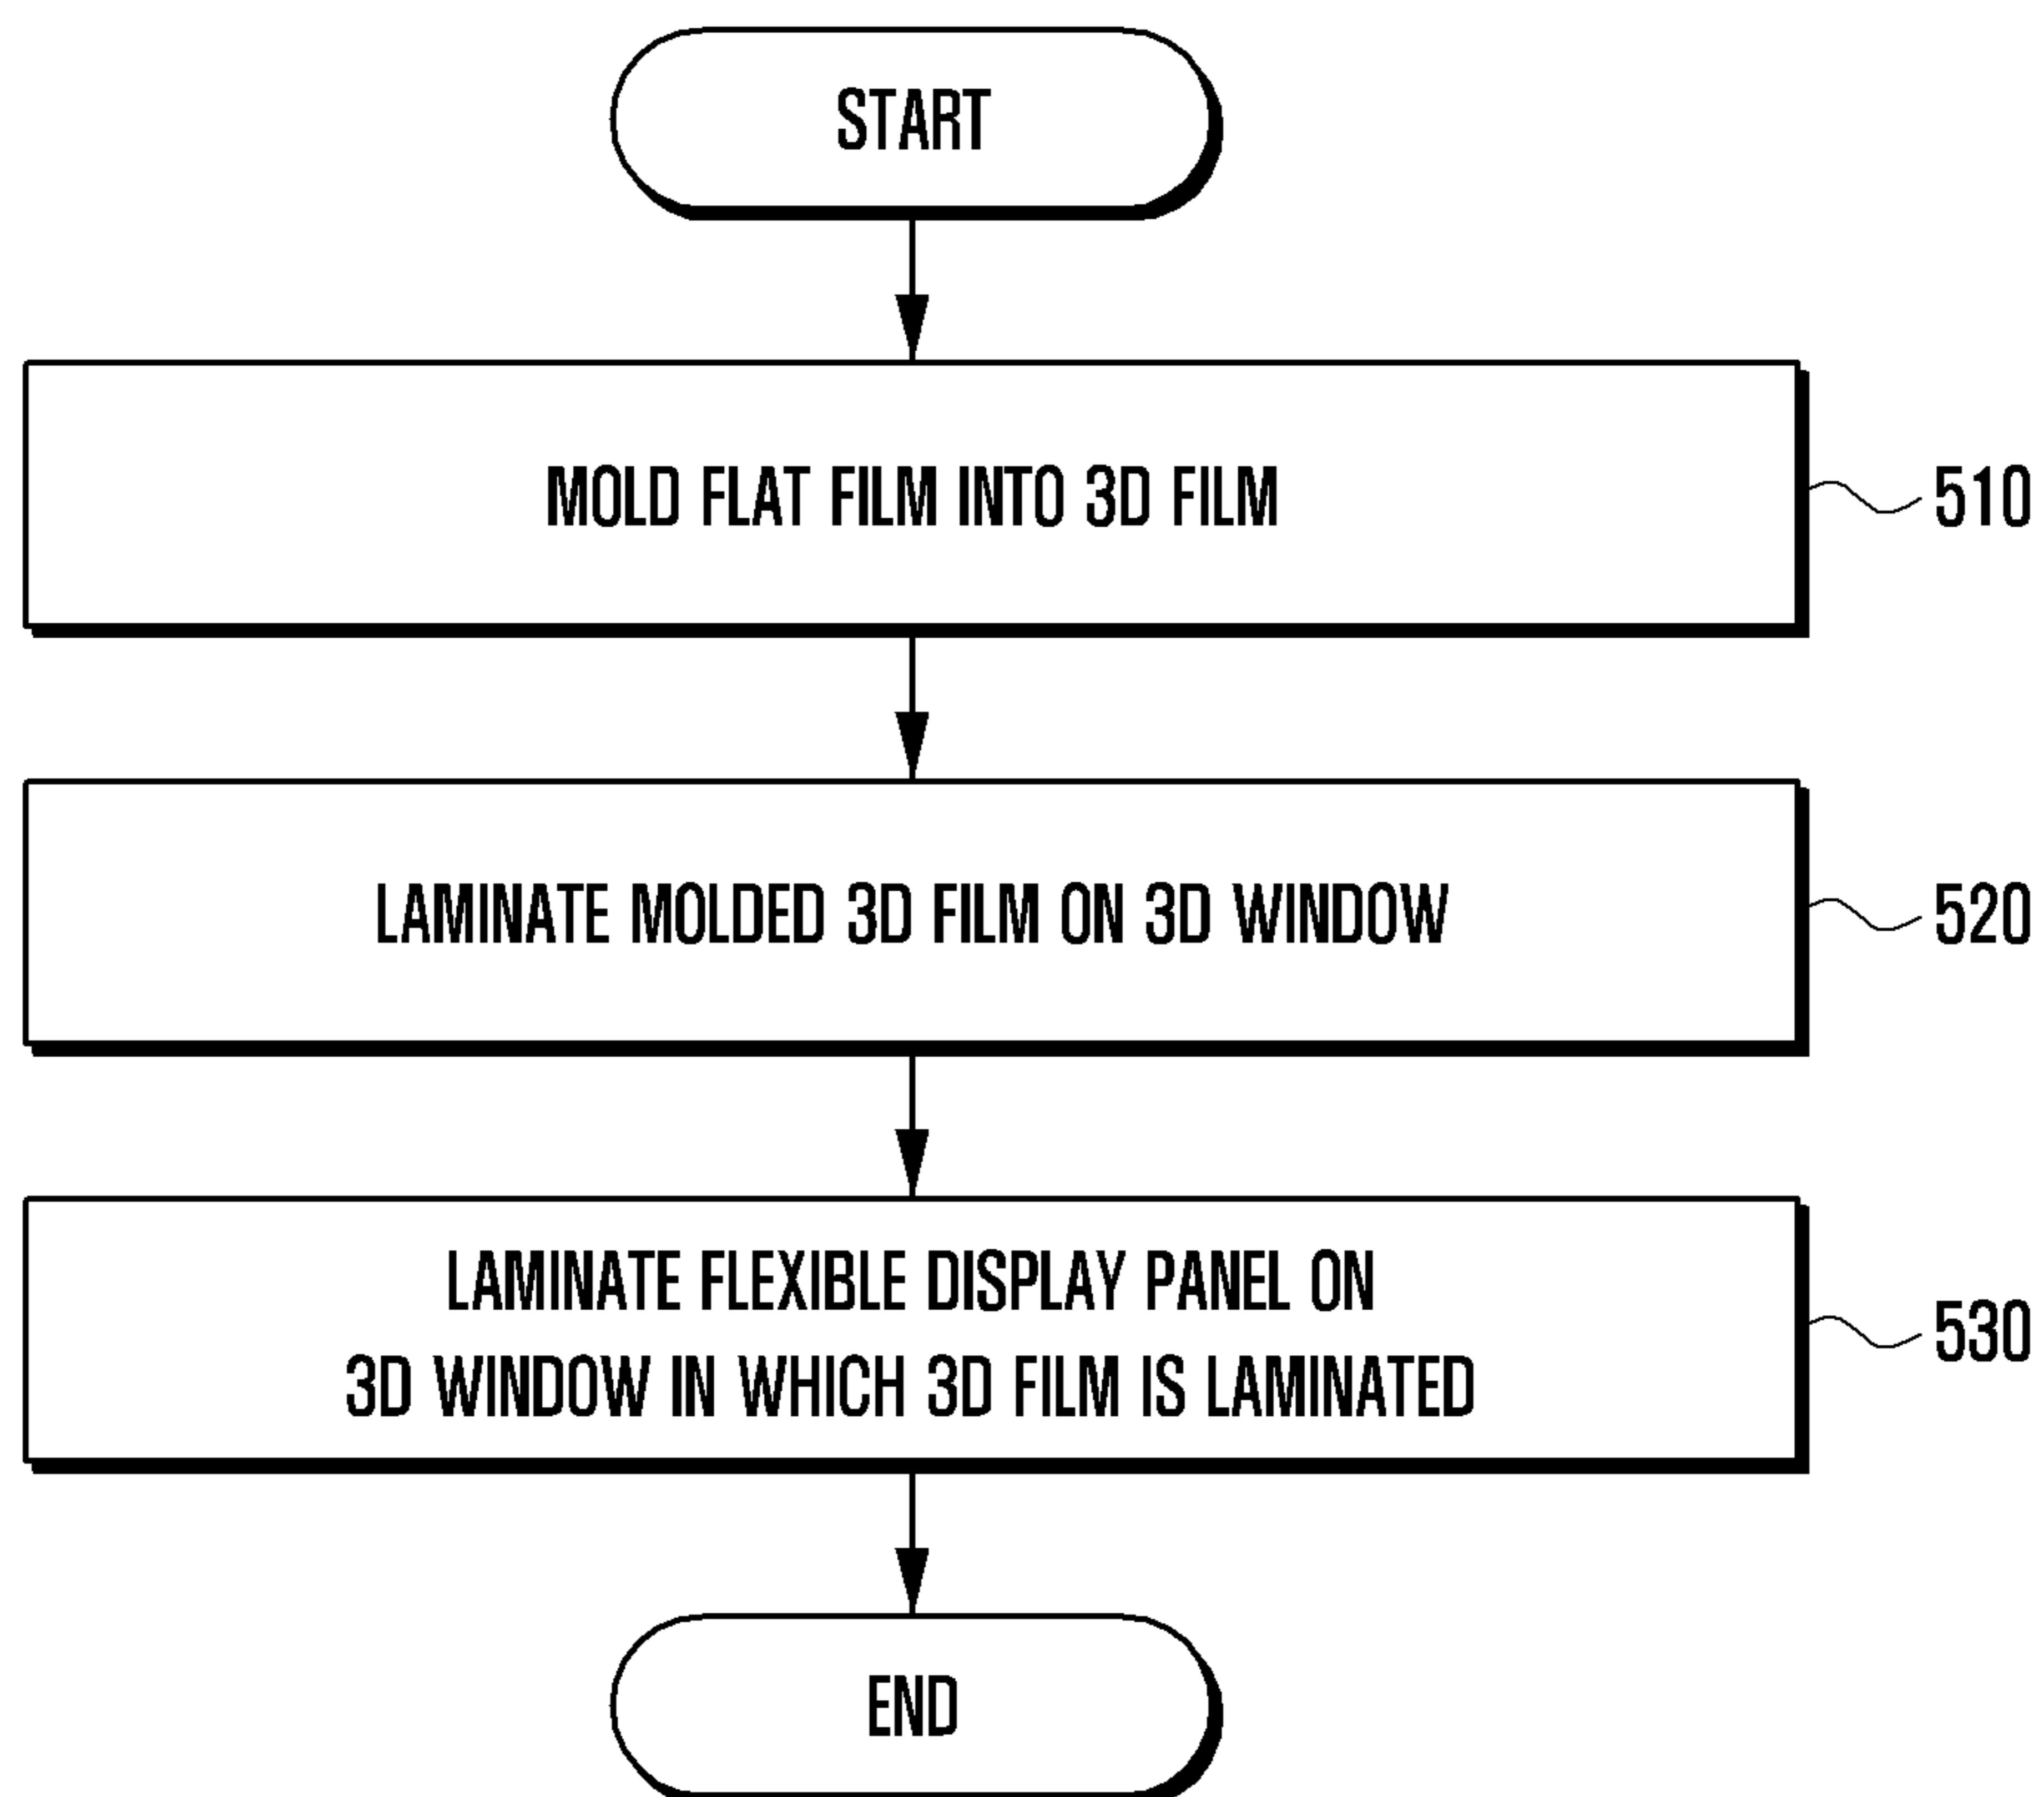 START
MOLD FLAT FILM INTO 3D FILM
510
LAMINATE MOLDED 3D FILM ON 3D WINDOW
520
LAMINATE FLEXIBLE DISPLAY PANEL ON
3D WINDOW IN WHICH 3D FILM IS LAMINATED
530
END